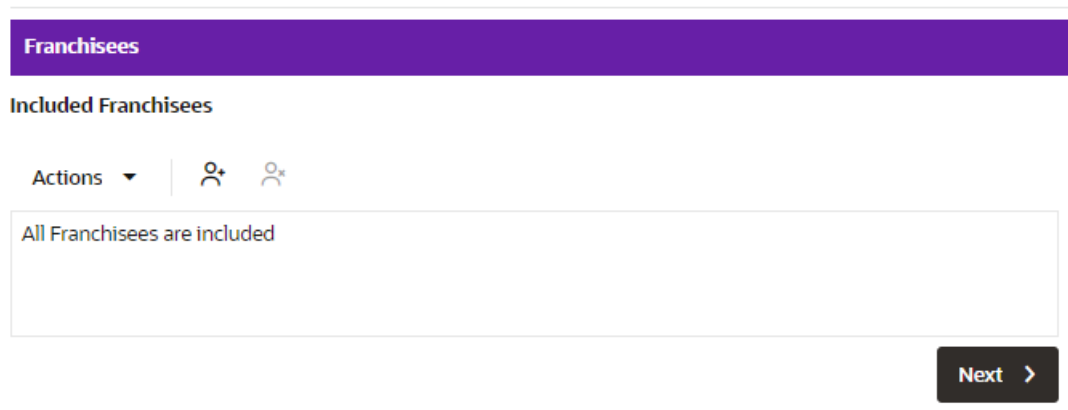 Franchisees
Included Franchisees
Actions
All Franchisees are included
Next